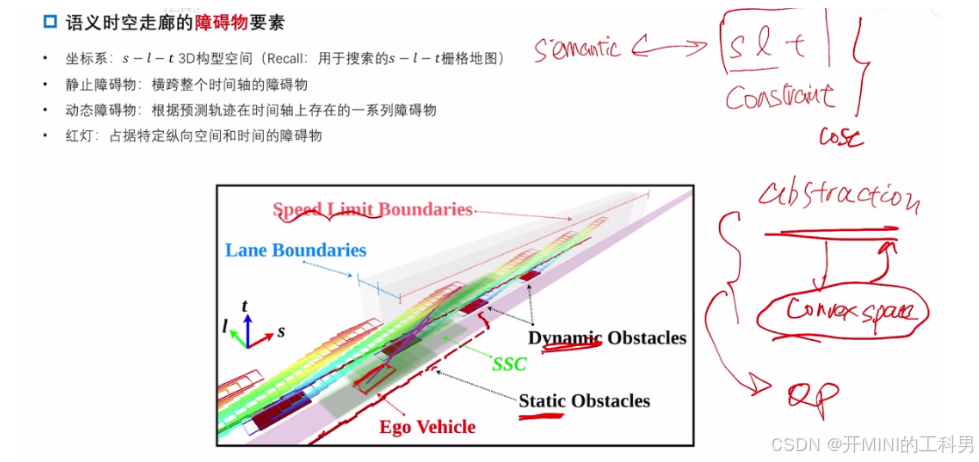 语义时空走廊的障碍物要素
• 坐标系：s − l − t 3D构型空间（Recall：用于搜索的s − l − t栅格地图）
• 静止障碍物：横跨整个时间轴的障碍物
• 动态障碍物：根据预测轨迹在时间轴上存在的一系列障碍物
• 红灯：占据特定纵向空间和时间的障碍物
semantic
s l t
constraint
cost
abstraction
Convex space
QP
Speed Limit Boundaries
Lane Boundaries
t
l
s
Dynamic Obstacles
SSC
Static Obstacles
Ego Vehicle
CSDN @开MINI的工科男